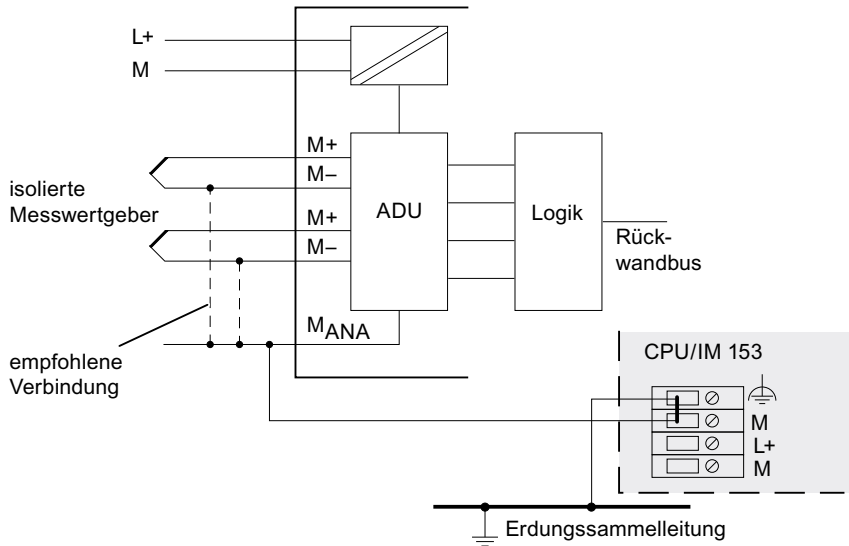 L+
M
M+
M–
M+
M–
isolierte
Messwertgeber
ADU
Logik
Rück-
wandbus
MANA
empfohlene
Verbindung
CPU/IM 153
M
L+
M
Erdungssammelleitung